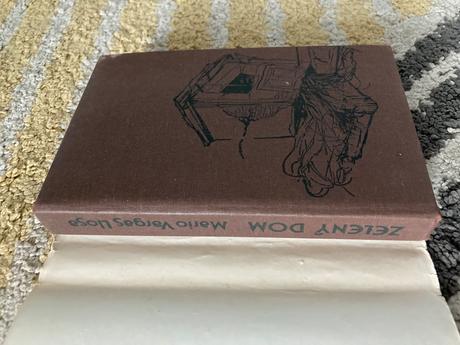 ZELENÝ DOM Mario Vargas Llosa